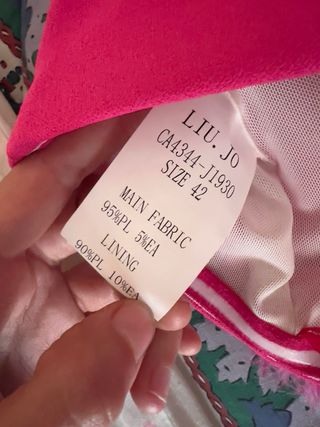 LIU.JO
CA4344-J1930
SIZE 42
MAIN FABRIC
95%PL 5%EA
LINING
90%PL 10%EA